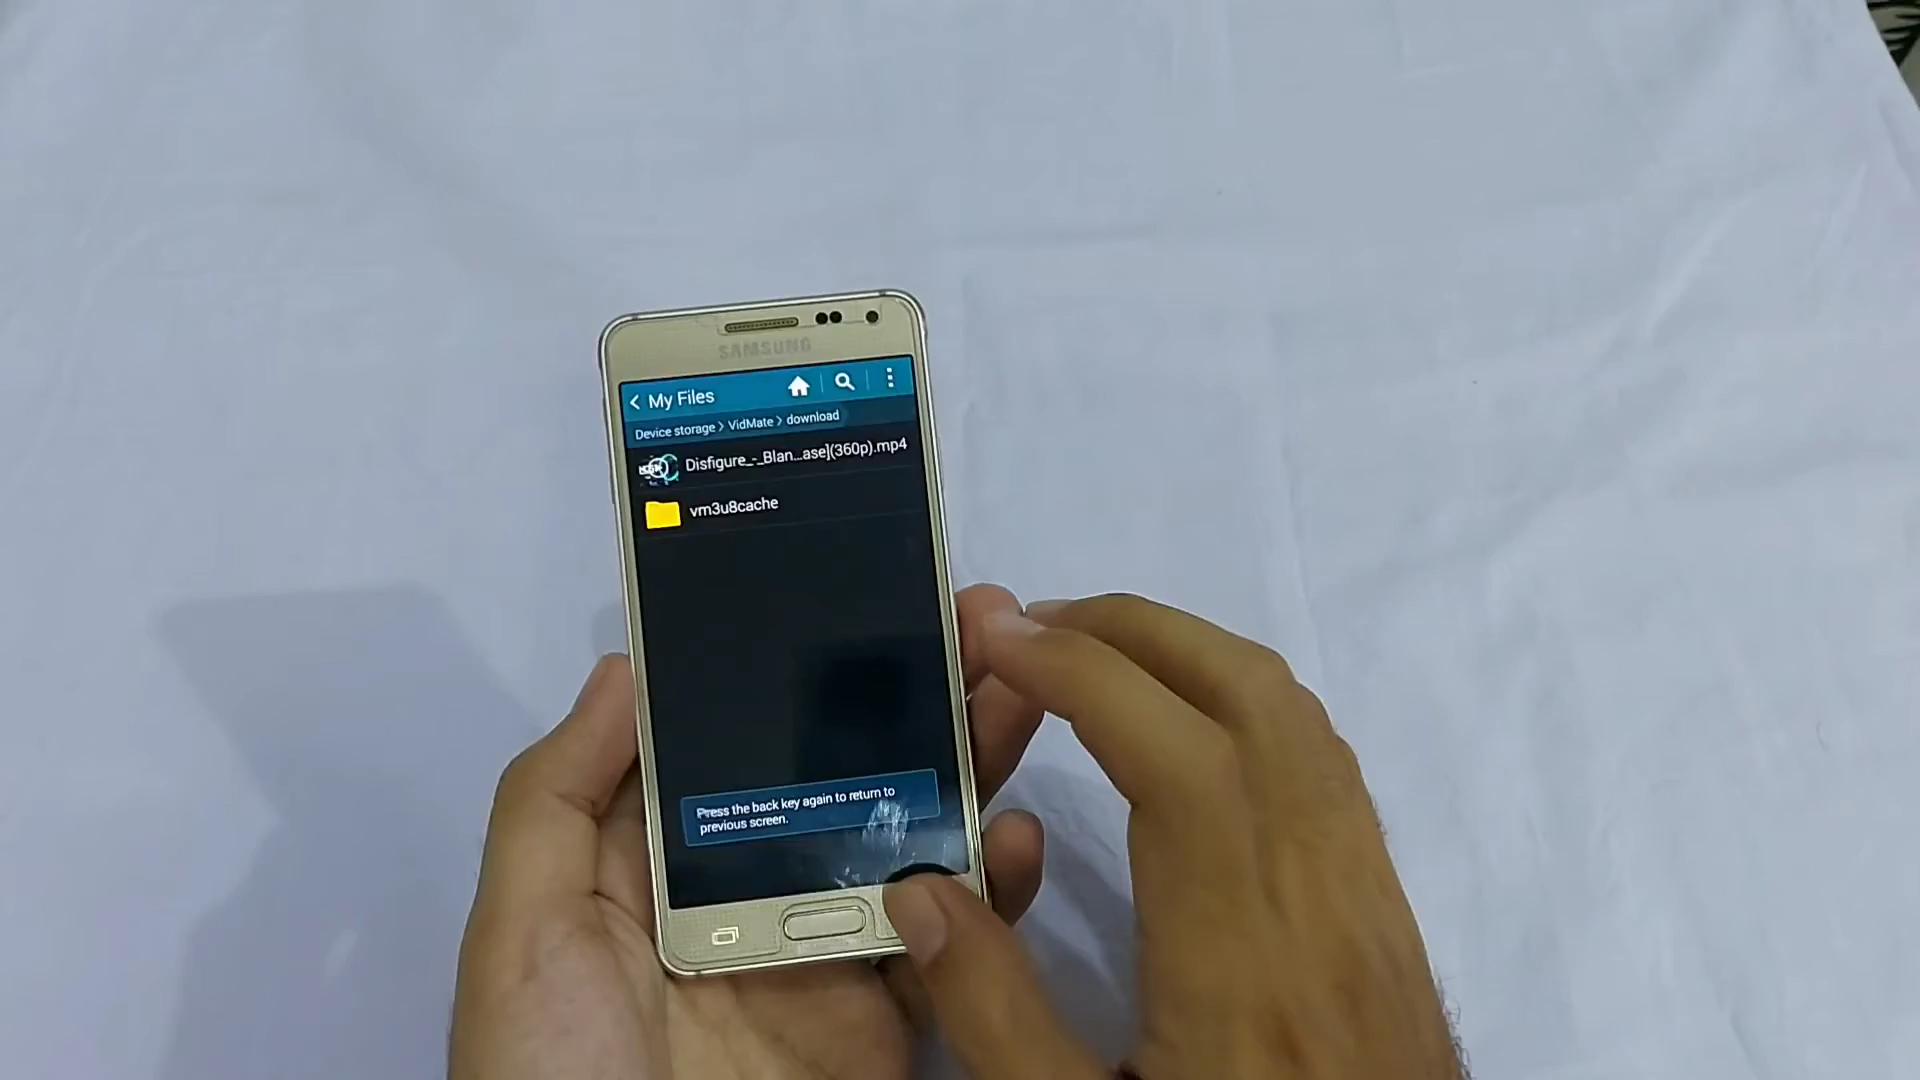 SAMSUNG
My Files
Device storage > VidMate > download
Disfigure_-_Blan...ase](360p).mp4
vm3u8cache
Press the back key again to return to
previous screen.